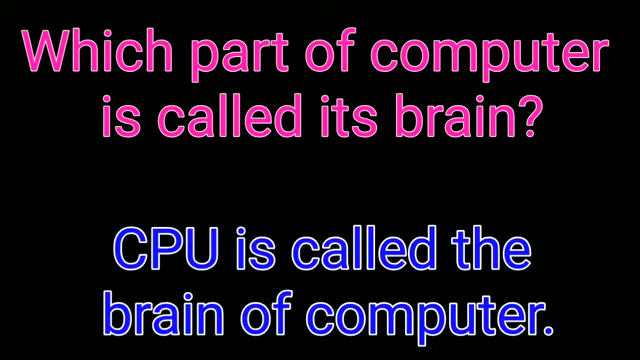 Which part of computer
is called its brain?
CPU is called the
brain of computer.